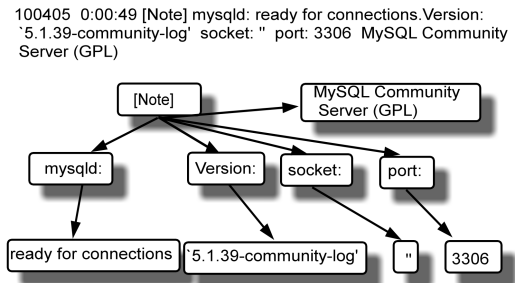 100405  0:00:49 [Note] mysqld: ready for connections.Version:
`5.1.39-community-log'  socket: ''  port: 3306  MySQL Community
Server (GPL)
[Note]
MySQL Community
Server (GPL)
mysqld:
Version:
socket:
port:
ready for connections
`5.1.39-community-log'
''
3306